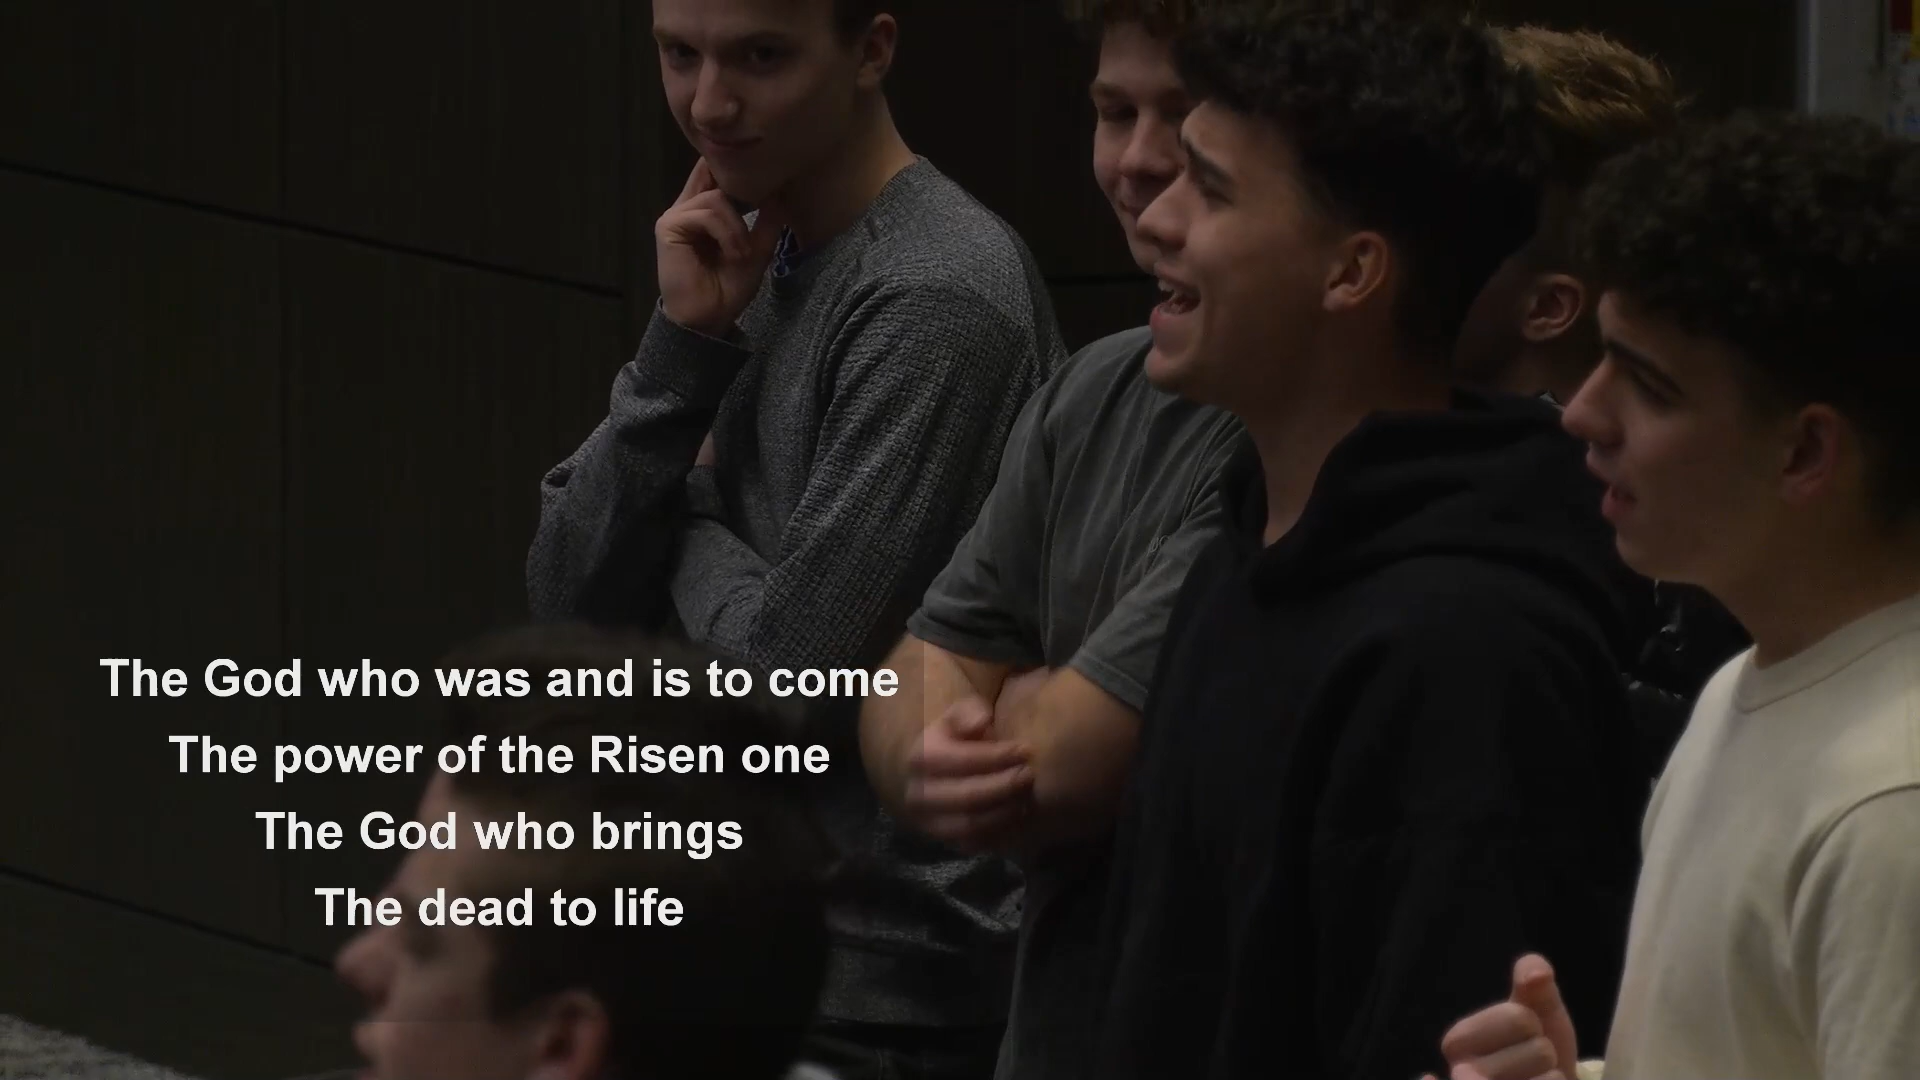 The God who was and is to come
The power of the Risen one
The God who brings
The dead to life